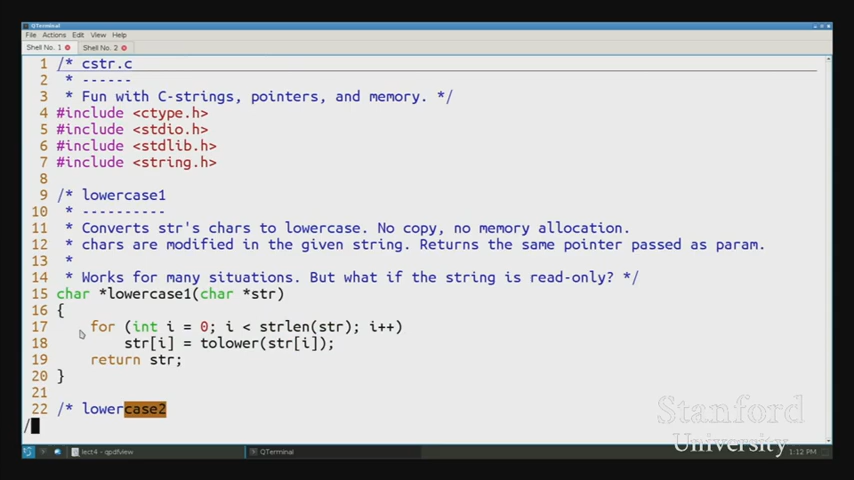 QTerminal
File Actions Edit View Help
Shell No. 1 Shell No. 2
1 /* cstr.c
2 * ------
3 * Fun with C-strings, pointers, and memory. */
4 #include <ctype.h>
5 #include <stdio.h>
6 #include <stdlib.h>
7 #include <string.h>
8
9 /* lowercase1
10 * ----------
11 * Converts str's chars to lowercase. No copy, no memory allocation.
12 * chars are modified in the given string. Returns the same pointer passed as param.
13 *
14 * Works for many situations. But what if the string is read-only? */
15 char *lowercase1(char *str)
16 {
17 for (int i = 0; i < strlen(str); i++)
18 str[i] = tolower(str[i]);
19 return str;
20 }
21
22 /* lowercase2
/
Stanford
University
lect4 - qpdfview QTerminal 1:12 PM